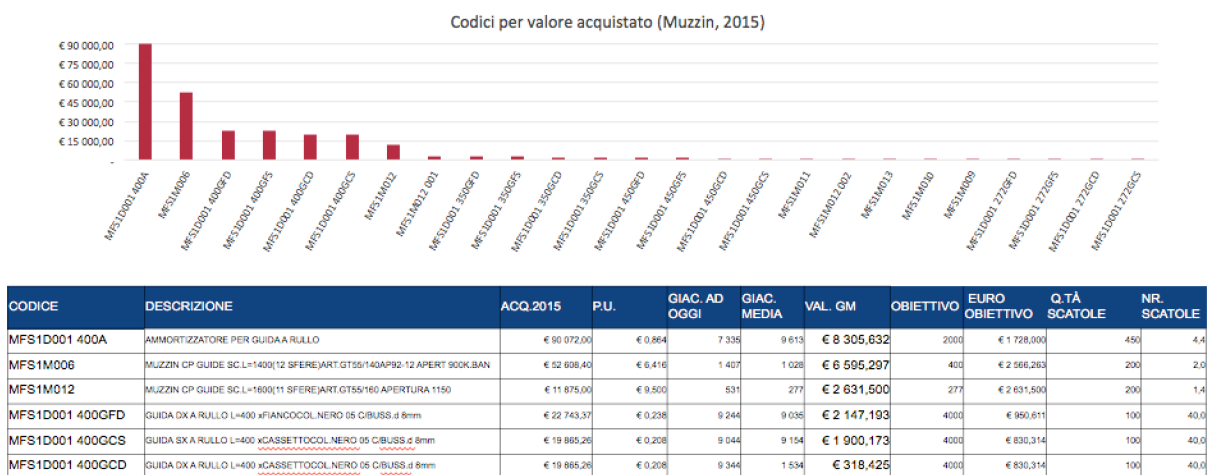 Codici per valore acquistato (Muzzin, 2015)
€ 90 000,00
€ 75 000,00
€ 60 000,00
€ 45 000,00
€ 30 000,00
€ 15 000,00
-
MFS1D001 400A
MFS1M006
MFS1D001 400GFD
MFS1D001 400GFS
MFS1D001 400GCD
MFS1D001 400GCS
MFS1M012
MFS1M012 001
MFS1D001 350GFD
MFS1D001 350GFS
MFS1D001 350GCD
MFS1D001 350GCS
MFS1D001 450GFD
MFS1D001 450GFS
MFS1D001 450GCD
MFS1D001 450GCS
MFS1M011
MFS1M012 002
MFS1M013
MFS1M010
MFS1M009
MFS1D001 272GFD
MFS1D001 272GFS
MFS1D001 272GCD
MFS1D001 272GCS
CODICE DESCRIZIONE ACQ.2015 P.U. GIAC. AD OGGI GIAC. MEDIA VAL. GM OBIETTIVO EURO OBIETTIVO Q.TÀ SCATOLE NR. SCATOLE
MFS1D001 400A AMMORTIZZATORE PER GUIDA A RULLO € 90 072,00 € 0,864 7 335 9 613 € 8 305,632 2000 € 1 728,000 450 4,4
MFS1M006 MUZZIN CP GUIDE SC.L=1400(12 SFERE)ART.GT55/140AP92-12 APERT 900K.BAN € 52 608,40 € 6,416 1 407 1 028 € 6 595,297 400 € 2 566,263 200 2,0
MFS1M012 MUZZIN CP GUIDE SC.L=1600(11 SFERE)ART.GT55/160 APERTURA 1150 € 11 875,00 € 9,500 531 277 € 2 631,500 277 € 2 631,500 200 1,4
MFS1D001 400GFD GUIDA DX A RULLO L=400 xFIANCOCOL.NERO 05 C/BUSS.d 8mm € 22 743,37 € 0,238 9 244 9 035 € 2 147,193 4000 € 950,611 100 40,0
MFS1D001 400GCS GUIDA SX A RULLO L=400 xCASSETTOCOL.NERO 05 C/BUSS.d 8mm € 19 865,26 € 0,208 9 044 9 154 € 1 900,173 4000 € 830,314 100 40,0
MFS1D001 400GCD GUIDA DX A RULLO L=400 xCASSETTOCOL.NERO 05 C/BUSS.d 8mm € 19 865,26 € 0,208 9 344 1 534 € 318,425 4000 € 830,314 100 40,0